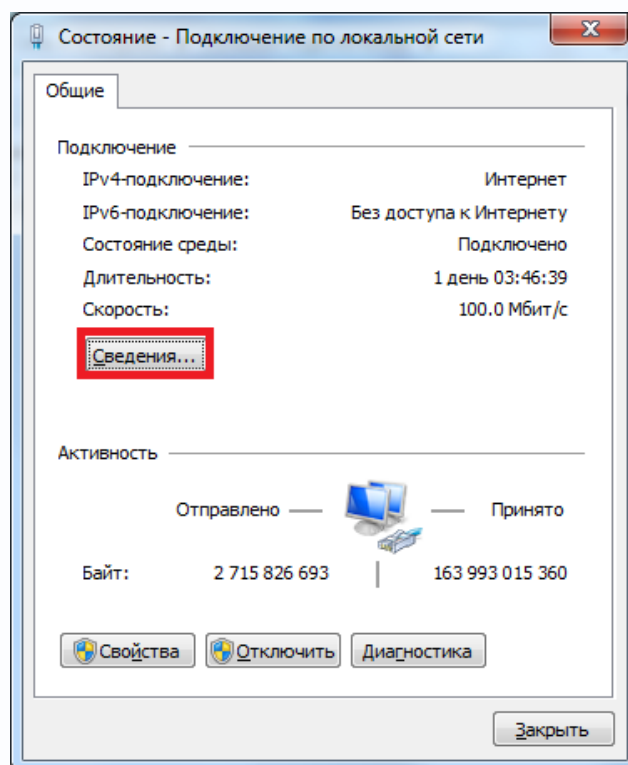 Состояние - Подключение по локальной сети
Общие
Подключение
IPv4-подключение: Интернет
IPv6-подключение: Без доступа к Интернету
Состояние среды: Подключено
Длительность: 1 день 03:46:39
Скорость: 100.0 Мбит/с
Сведения...
Активность
Отправлено — — Принято
Байт: 2 715 826 693 | 163 993 015 360
Свойства Отключить Диагностика
Закрыть